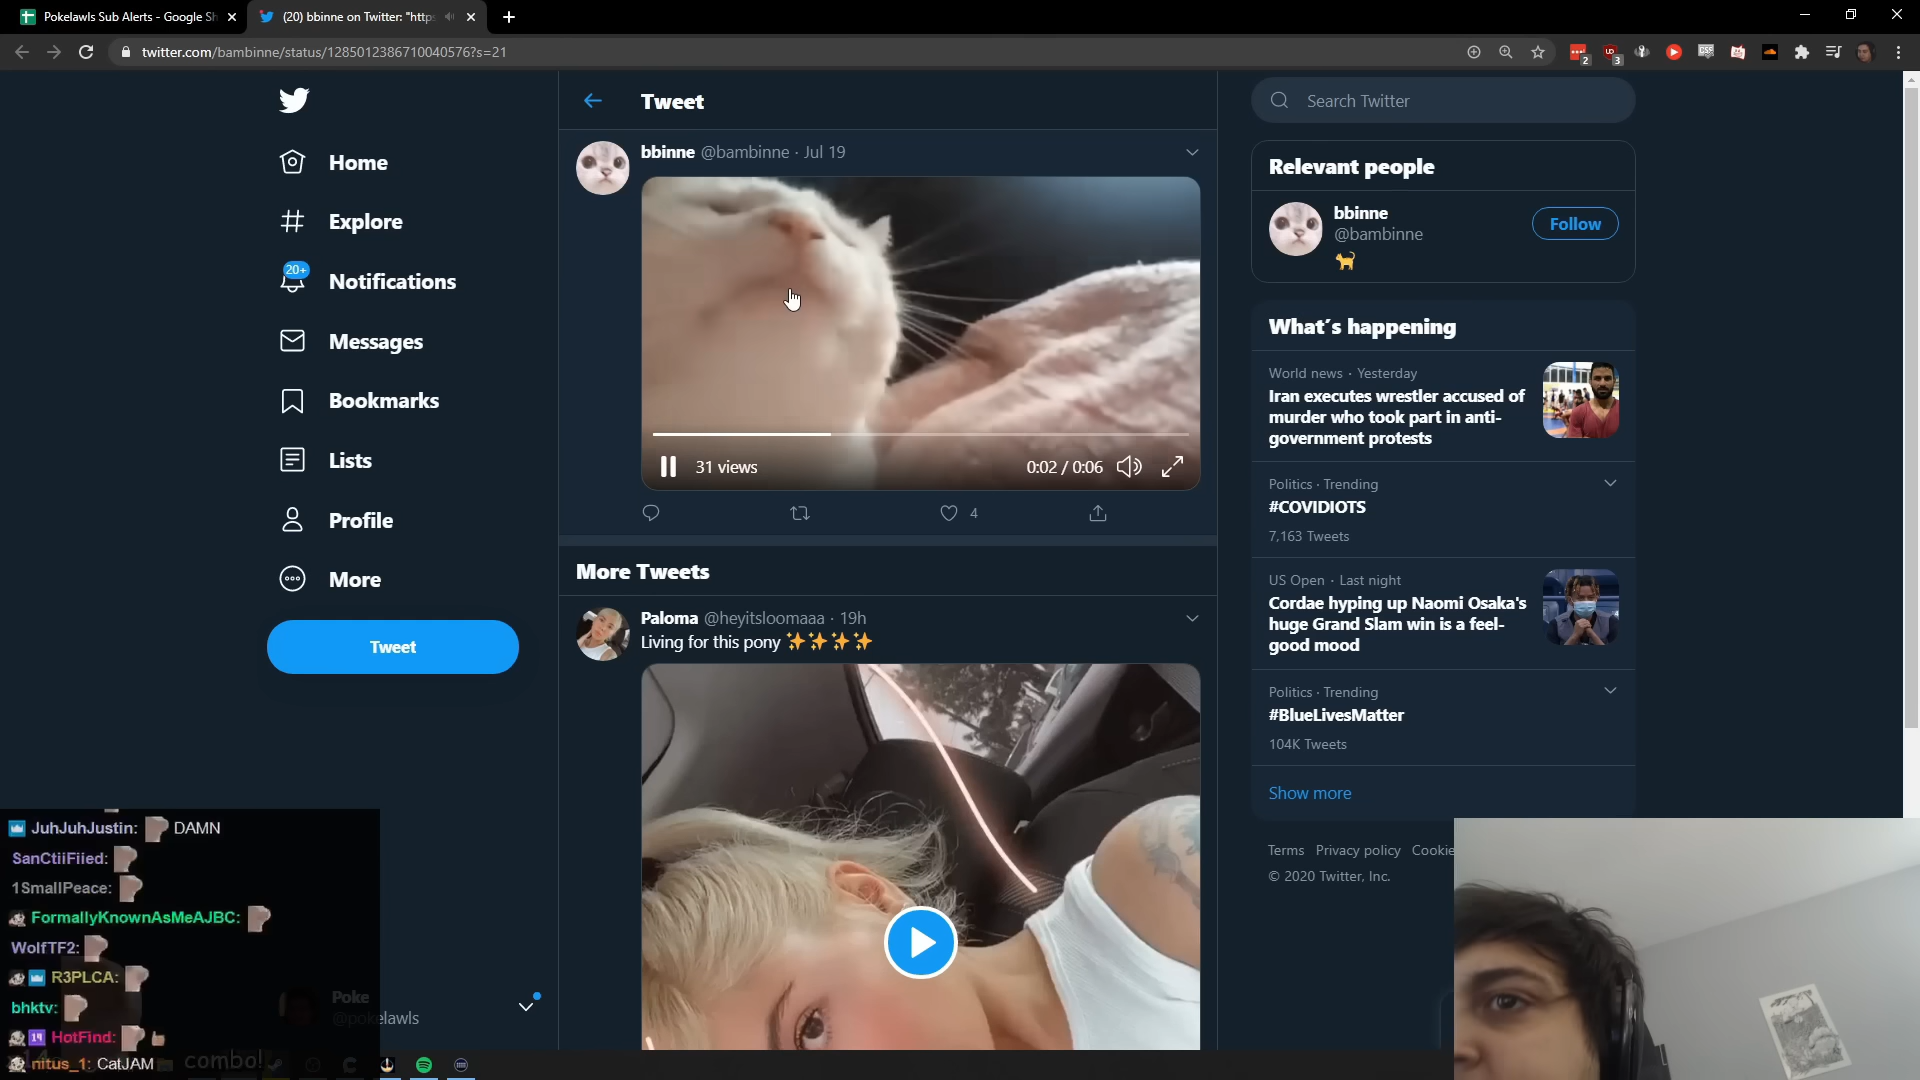 Pokelawls Sub Alerts - Google Sh
(20) bbinne on Twitter: "http
twitter.com/bambinne/status/1285012386710040576?s=21
2
3
Home
Explore
20+
Notifications
Messages
Bookmarks
Lists
Profile
More
Tweet
Poke
@pokelawls
Tweet
bbinne @bambinne · Jul 19
31 views
0:02 / 0:06
4
More Tweets
Paloma @heyitsloomaaa · 19h
Living for this pony ✨✨✨✨
Search Twitter
Relevant people
bbinne
@bambinne
Follow
What's happening
World news · Yesterday
Iran executes wrestler accused of
murder who took part in anti-
government protests
Politics · Trending
#COVIDIOTS
7,163 Tweets
US Open · Last night
Cordae hyping up Naomi Osaka's
huge Grand Slam win is a feel-
good mood
Politics · Trending
#BlueLivesMatter
104K Tweets
Show more
Terms Privacy policy Cookie
© 2020 Twitter, Inc.
JuhJuhJustin: DAMN
SanCtiiFiied:
1SmallPeace:
FormallyKnownAsMeAJBC:
WolfTF2:
R3PLCA:
bhktv:
HotFind:
nitus_1: CatJAM
combo!